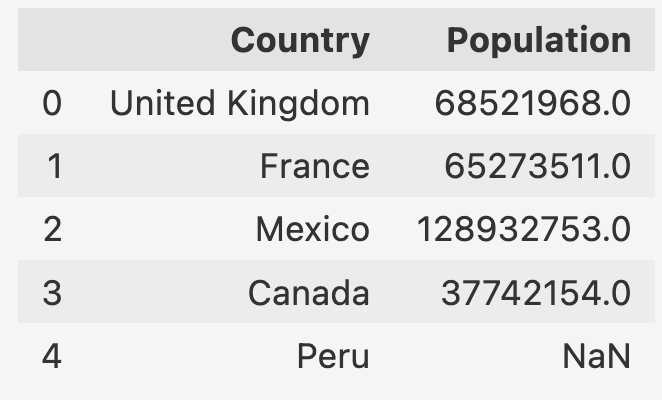 Country Population
0 United Kingdom 68521968.0
1 France 65273511.0
2 Mexico 128932753.0
3 Canada 37742154.0
4 Peru NaN